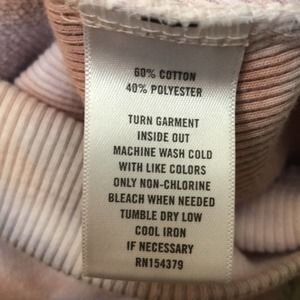 60% COTTON
40% POLYESTER
TURN GARMENT
INSIDE OUT
MACHINE WASH COLD
WITH LIKE COLORS
ONLY NON-CHLORINE
BLEACH WHEN NEEDED
TUMBLE DRY LOW
COOL IRON
IF NECESSARY
RN154379